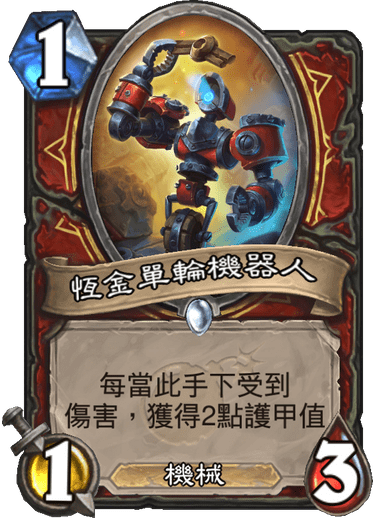 1
恆金單輪機器人
每當此手下受到
傷害，獲得2點護甲值
1
機械
3